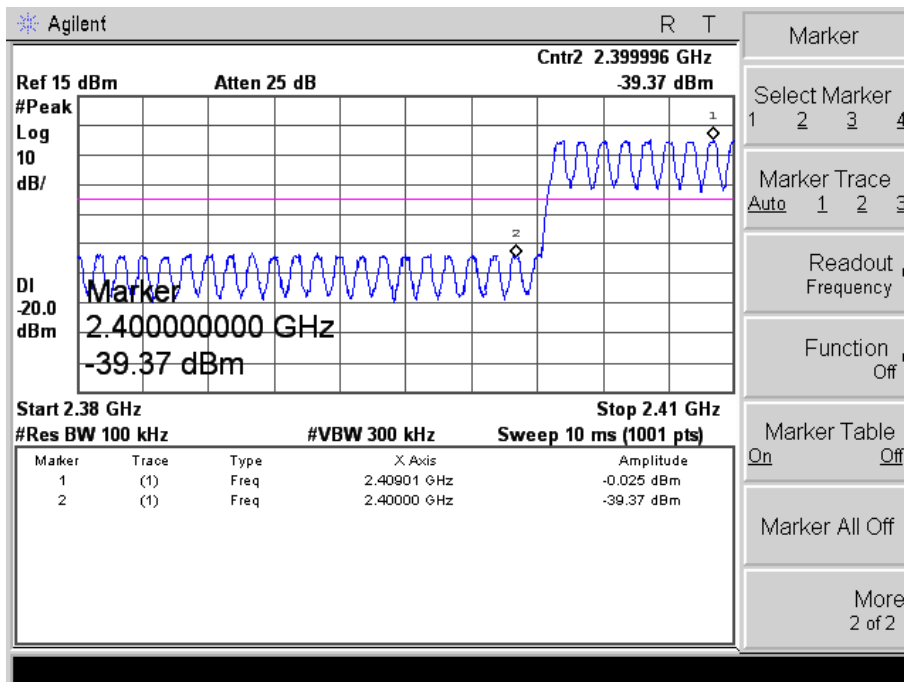 Agilent R T
Cntr2 2.399996 GHz
Ref 15 dBm Atten 25 dB -39.37 dBm
#Peak
Log
10
dB/
1
2
DI
-20.0
dBm
Marker
2.400000000 GHz
-39.37 dBm
Start 2.38 GHz Stop 2.41 GHz
#Res BW 100 kHz #VBW 300 kHz Sweep 10 ms (1001 pts)
Marker Trace Type X Axis Amplitude
1 (1) Freq 2.40901 GHz -0.025 dBm
2 (1) Freq 2.40000 GHz -39.37 dBm
Marker
Select Marker
1 2 3 4
Marker Trace
Auto 1 2 3
Readout
Frequency
Function
Off
Marker Table
On Off
Marker All Off
More
2 of 2